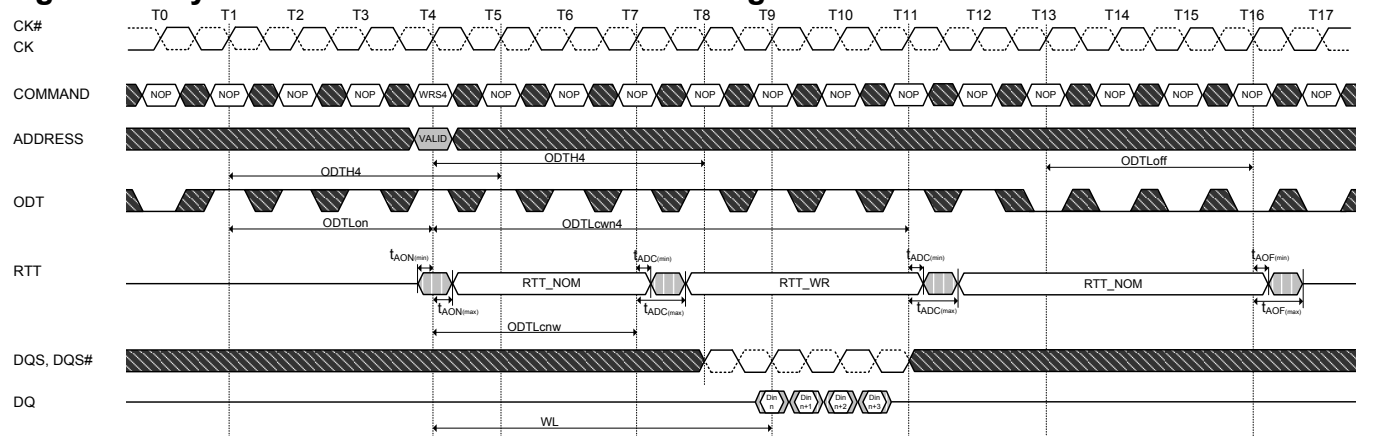 T0 T1 T2 T3 T4 T5 T6 T7 T8 T9 T10 T11 T12 T13 T14 T15 T16 T17
CK#
CK
COMMAND NOP NOP NOP NOP WRS4 NOP NOP NOP NOP NOP NOP NOP NOP NOP NOP NOP NOP NOP
ADDRESS VALID
ODTH4 ODTLoff
ODTH4
ODT
ODTLon ODTLcwn4
tAON(min) tADC(min) tADC(min) tAOF(min)
RTT RTT_NOM RTT_WR RTT_NOM
tAON(max) tADC(max) tADC(max) tAOF(max)
ODTLcnw
DQS, DQS#
DQ Din n Din n+1 Din n+2 Din n+3
WL